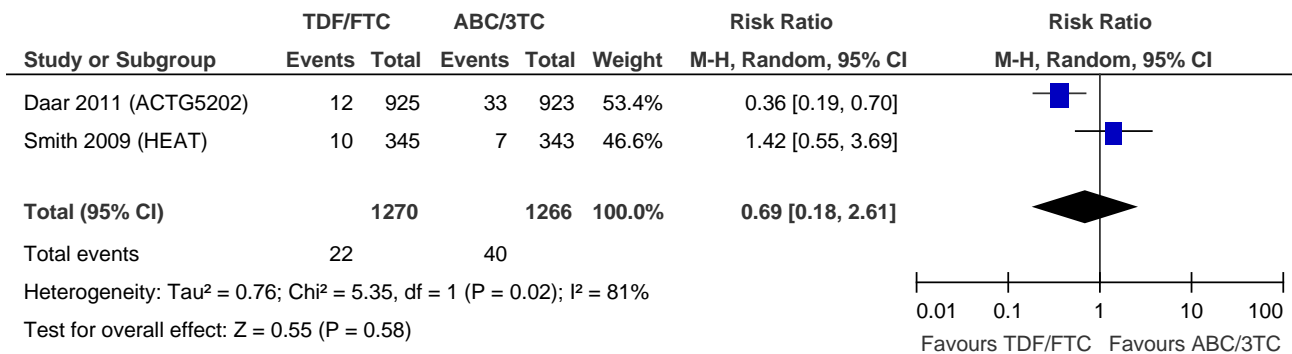 TDF/FTC ABC/3TC Risk Ratio Risk Ratio
Study or Subgroup Events Total Events Total Weight M-H, Random, 95% CI M-H, Random, 95% CI
Daar 2011 (ACTG5202) 12 925 33 923 53.4% 0.36 [0.19, 0.70]
Smith 2009 (HEAT) 10 345 7 343 46.6% 1.42 [0.55, 3.69]
Total (95% CI) 1270 1266 100.0% 0.69 [0.18, 2.61]
Total events 22 40
Heterogeneity: Tau² = 0.76; Chi² = 5.35, df = 1 (P = 0.02); I² = 81%
Test for overall effect: Z = 0.55 (P = 0.58)
0.01 0.1 1 10 100
Favours TDF/FTC Favours ABC/3TC